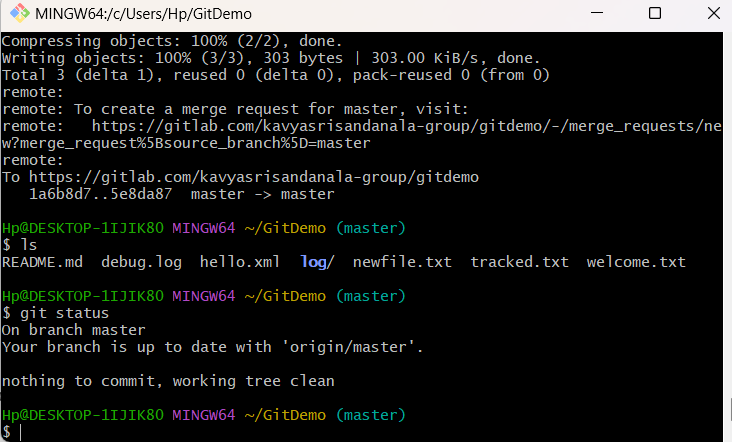 MINGW64:/c/Users/Hp/GitDemo
Compressing objects: 100% (2/2), done.
Writing objects: 100% (3/3), 303 bytes | 303.00 KiB/s, done.
Total 3 (delta 1), reused 0 (delta 0), pack-reused 0 (from 0)
remote:
remote: To create a merge request for master, visit:
remote:   https://gitlab.com/kavyasrisandanala-group/gitdemo/-/merge_requests/ne
w?merge_request%5Bsource_branch%5D=master
remote:
To https://gitlab.com/kavyasrisandanala-group/gitdemo
   1a6b8d7..5e8da87  master -> master
Hp@DESKTOP-1IJIK8O MINGW64 ~/GitDemo (master)
$ ls
README.md  debug.log  hello.xml  log/  newfile.txt  tracked.txt  welcome.txt
Hp@DESKTOP-1IJIK8O MINGW64 ~/GitDemo (master)
$ git status
On branch master
Your branch is up to date with 'origin/master'.
nothing to commit, working tree clean
Hp@DESKTOP-1IJIK8O MINGW64 ~/GitDemo (master)
$